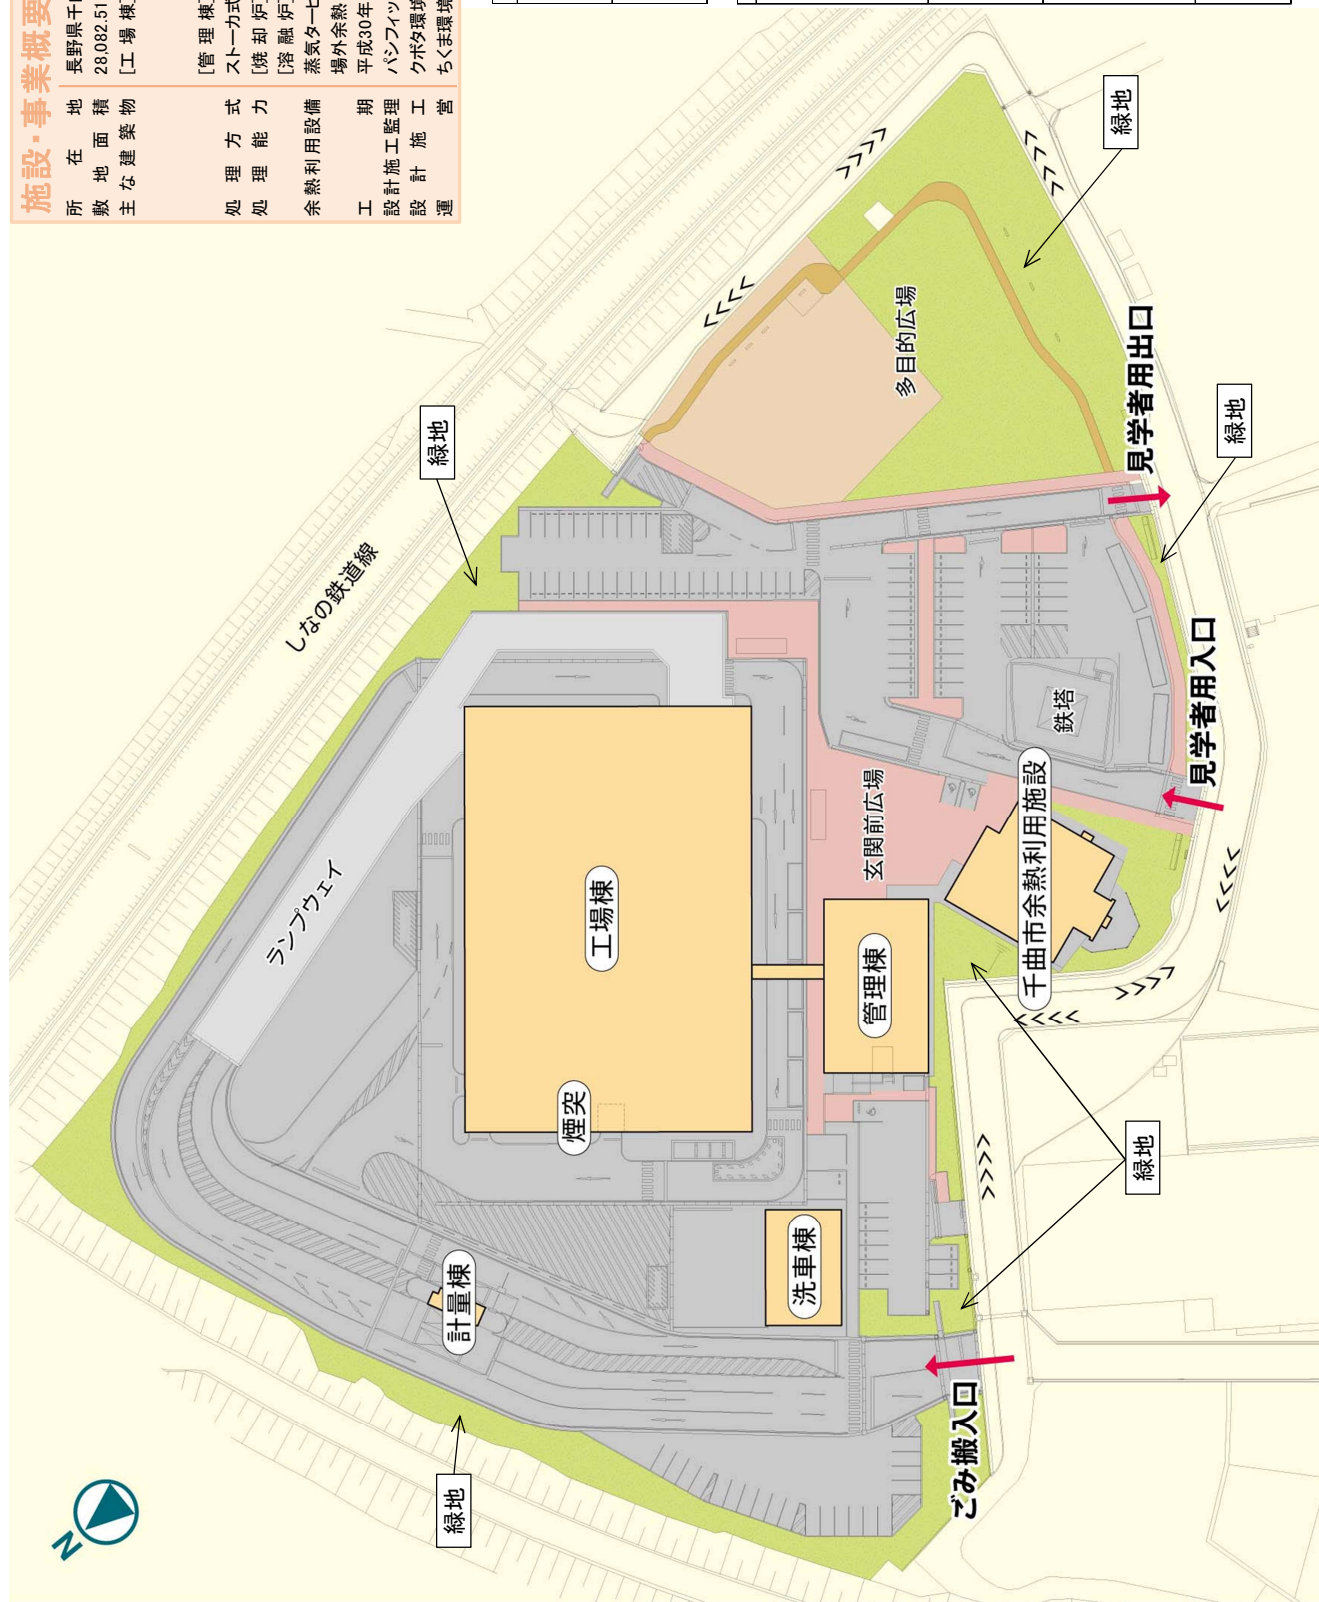 施設・事業概要
所在地 長野県千
敷地面積 28,082.51
主な建築物 [工場棟]
[管理棟]
処理方式 ストーカ式
処理能力 [焼却炉]
[溶融炉]
余熱利用設備 蒸気タービ
場外余熱
工期 平成30年
設計施工監理 パシフィッ
設計施工 クボタ環境
運営 ちくま環境
緑地
多目的広場
見学者用出口
緑地
緑地
しなの鉄道線
鉄塔
見学者用入口
玄関前広場
千曲市余熱利用施設
ランプウェイ
工場棟
管理棟
煙突
緑地
洗車棟
計量棟
ごみ搬入口
緑地
N